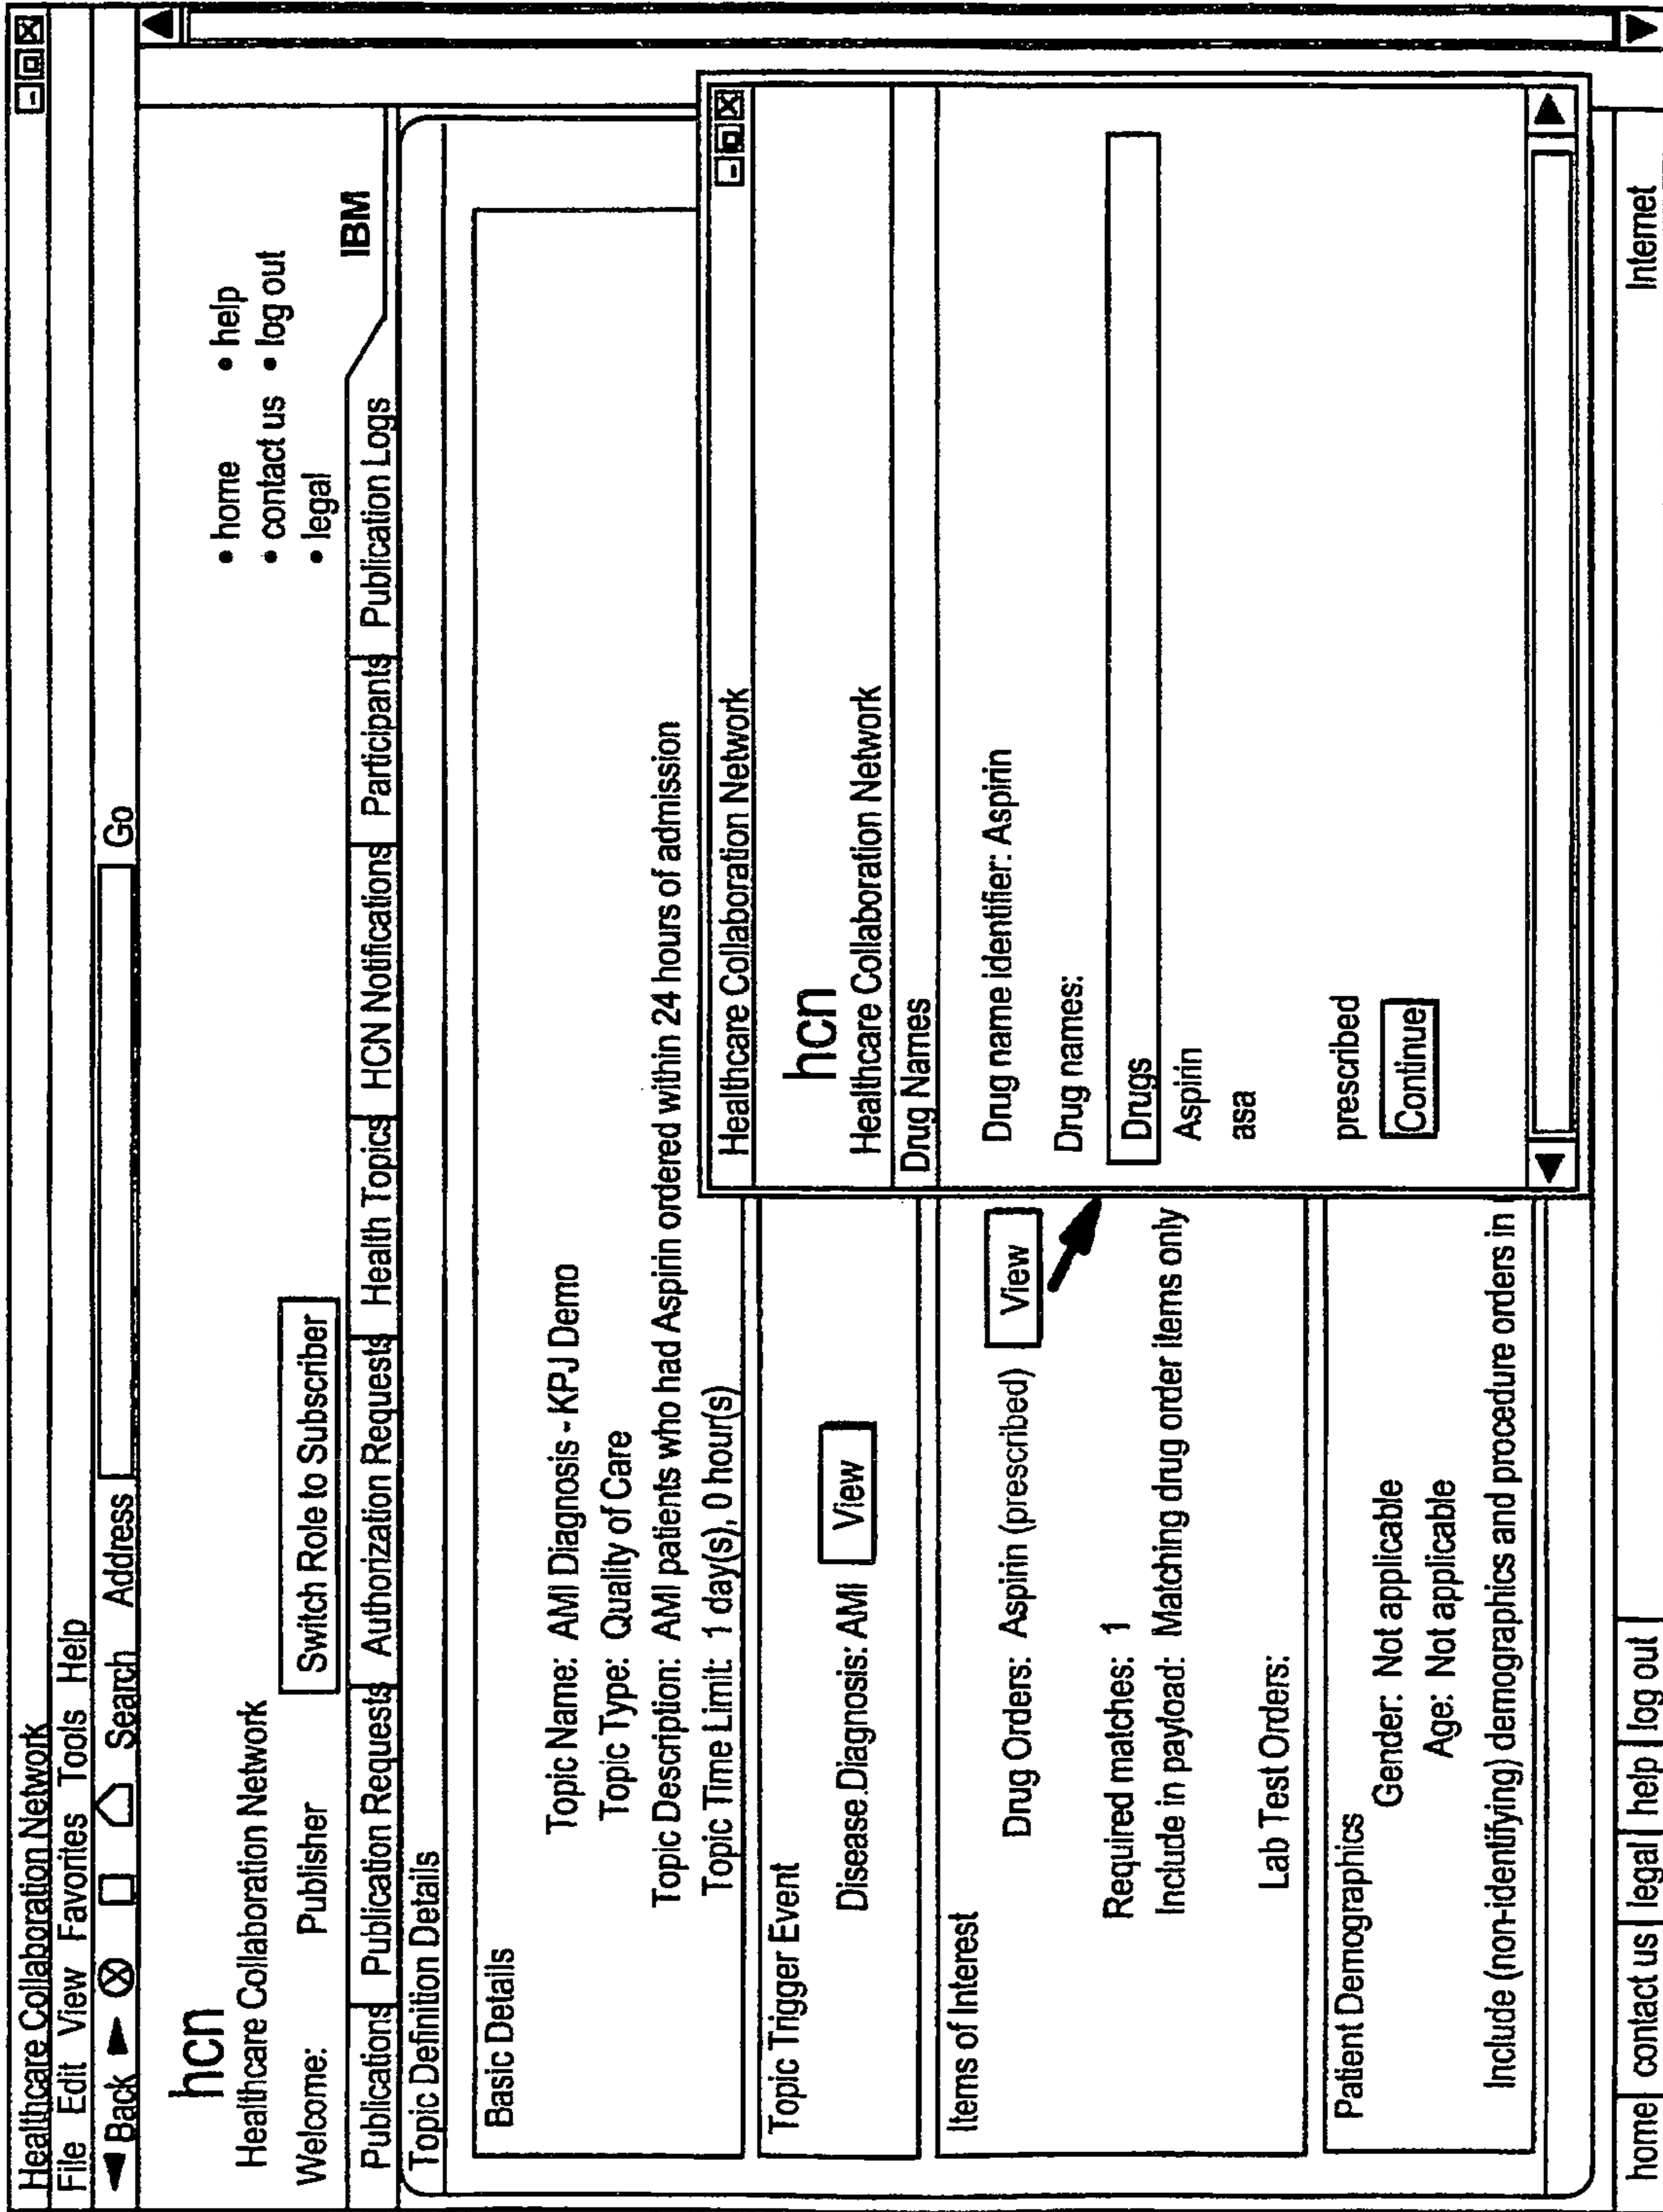 Healthcare Collaboration Network
File Edit View Favorites Tools Help
Back Search Address Go
hcn
Healthcare Collaboration Network
• home • help
• contact us • log out
• legal
Welcome: Publisher Switch Role to Subscriber
IBM
Publications Publication Requests Authorization Requests Health Topics HCN Notifications Participants Publication Logs
Topic Definition Details
Basic Details
Topic Name: AMI Diagnosis - KPJ Demo
Topic Type: Quality of Care
Topic Description: AMI patients who had Aspirin ordered within 24 hours of admission
Topic Time Limit: 1 day(s), 0 hour(s)
Topic Trigger Event
Disease.Diagnosis: AMI View
Items of Interest
Drug Orders: Aspirin (prescribed) View
Required matches: 1
Include in payload: Matching drug order items only
Lab Test Orders:
Patient Demographics
Gender: Not applicable
Age: Not applicable
Include (non-identifying) demographics and procedure orders in
Healthcare Collaboration Network
hcn
Healthcare Collaboration Network
Drug Names
Drug name identifier: Aspirin
Drug names:
Drugs
Aspirin
asa
prescribed
Continue
home contact us legal help log out Internet